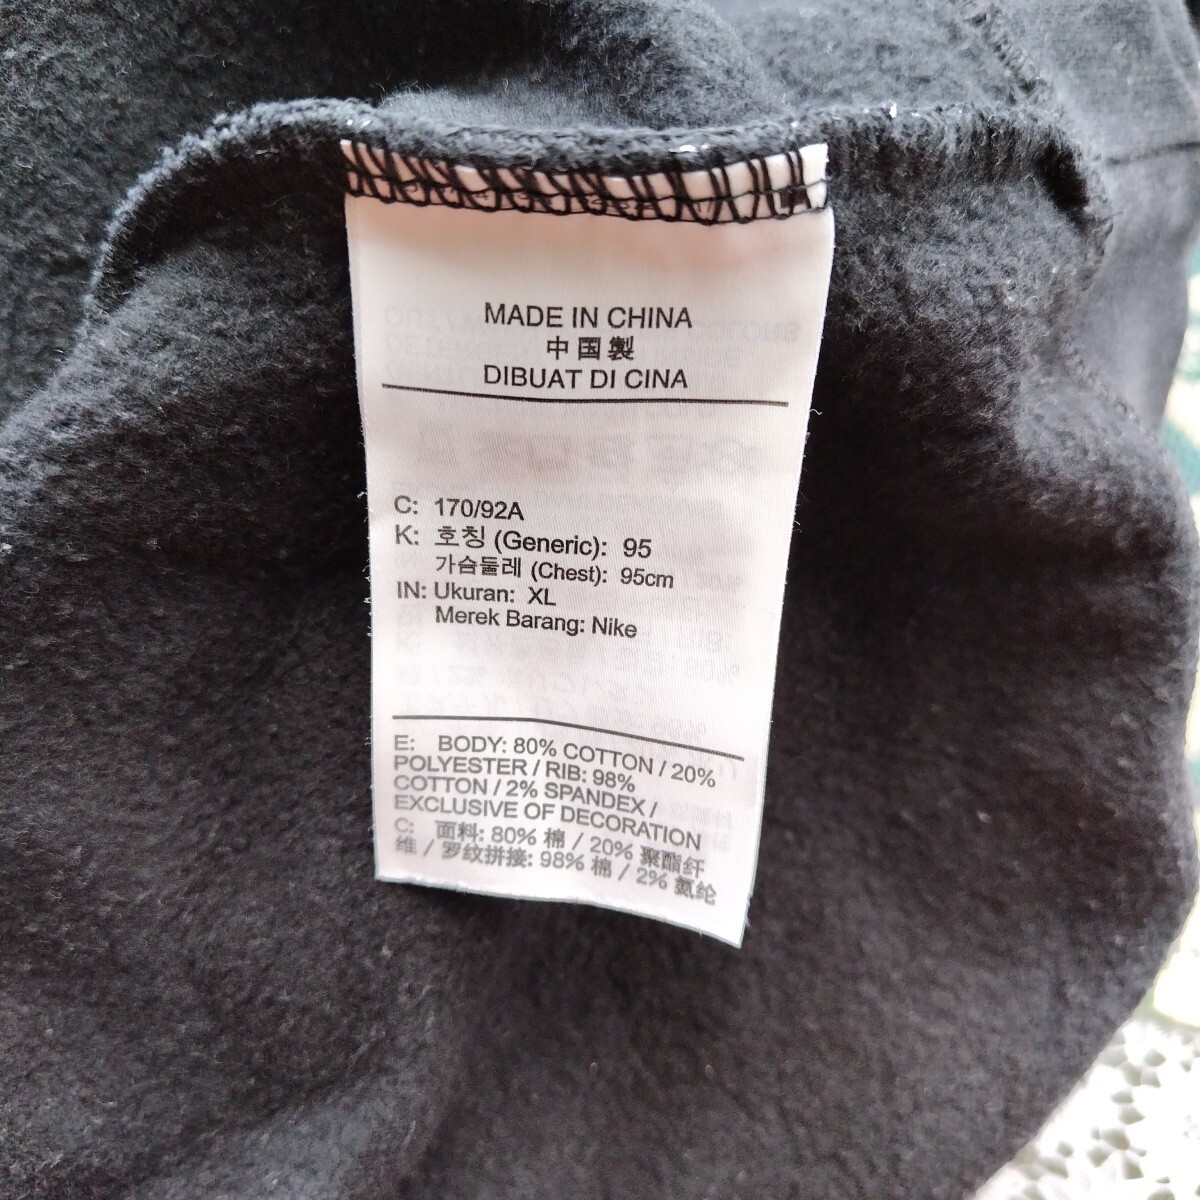 MADE IN CHINA
中国製
DIBUAT DI CINA
C: 170/92A
K: 호칭 (Generic): 95
가슴둘레 (Chest): 95cm
IN: Ukuran: XL
Merek Barang: Nike
E: BODY: 80% COTTON / 20%
POLYESTER / RIB: 98%
COTTON / 2% SPANDEX /
EXCLUSIVE OF DECORATION
C: 面料: 80% 棉 / 20% 聚酯纤
维 / 罗纹拼接: 98% 棉 / 2% 氨纶